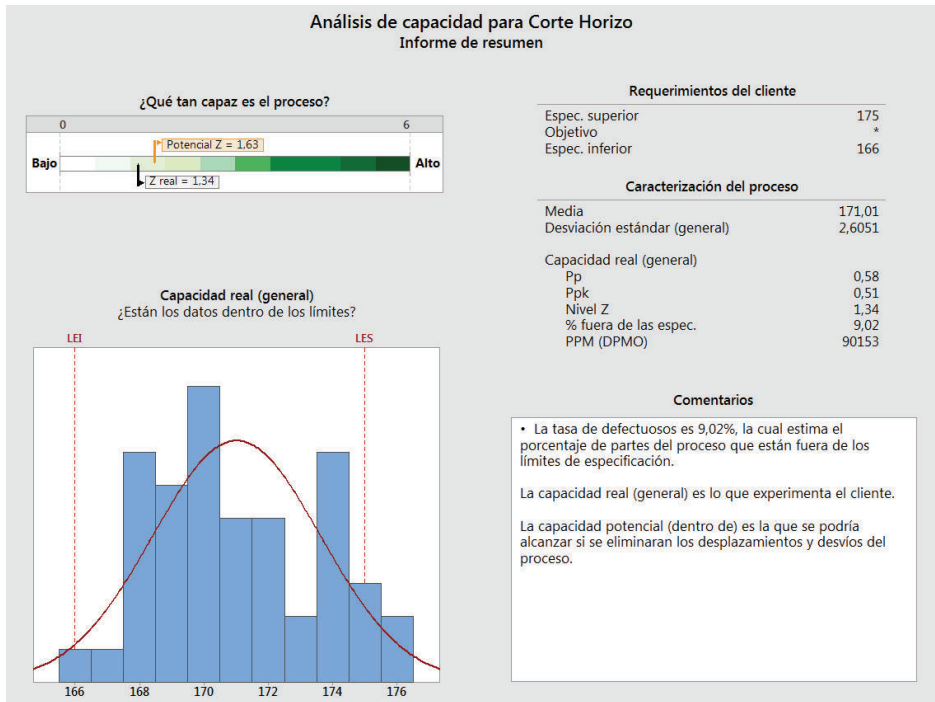 Análisis de capacidad para Corte Horizo
Informe de resumen
¿Qué tan capaz es el proceso?
0 6
Potencial Z = 1,63
Bajo Alto
Z real = 1,34
Requerimientos del cliente
Espec. superior 175
Objetivo *
Espec. inferior 166
Caracterización del proceso
Media 171,01
Desviación estándar (general) 2,6051
Capacidad real (general)
Pp 0,58
Ppk 0,51
Nivel Z 1,34
% fuera de las espec. 9,02
PPM (DPMO) 90153
Capacidad real (general)
¿Están los datos dentro de los límites?
LEI LES
166 168 170 172 174 176
Comentarios
• La tasa de defectuosos es 9,02%, la cual estima el
porcentaje de partes del proceso que están fuera de los
límites de especificación.
La capacidad real (general) es lo que experimenta el cliente.
La capacidad potencial (dentro de) es la que se podría
alcanzar si se eliminaran los desplazamientos y desvíos del
proceso.